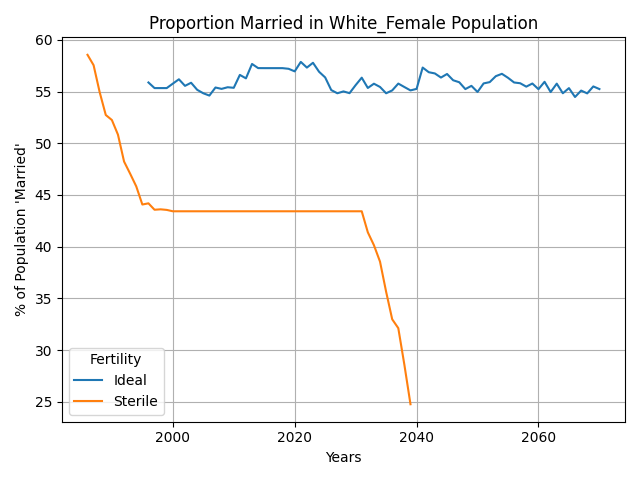 Proportion Married in White_Female Population
% of Population 'Married'
60
55
50
45
40
35
30
25
Fertility
Ideal
Sterile
2000 2020 2040 2060
Years